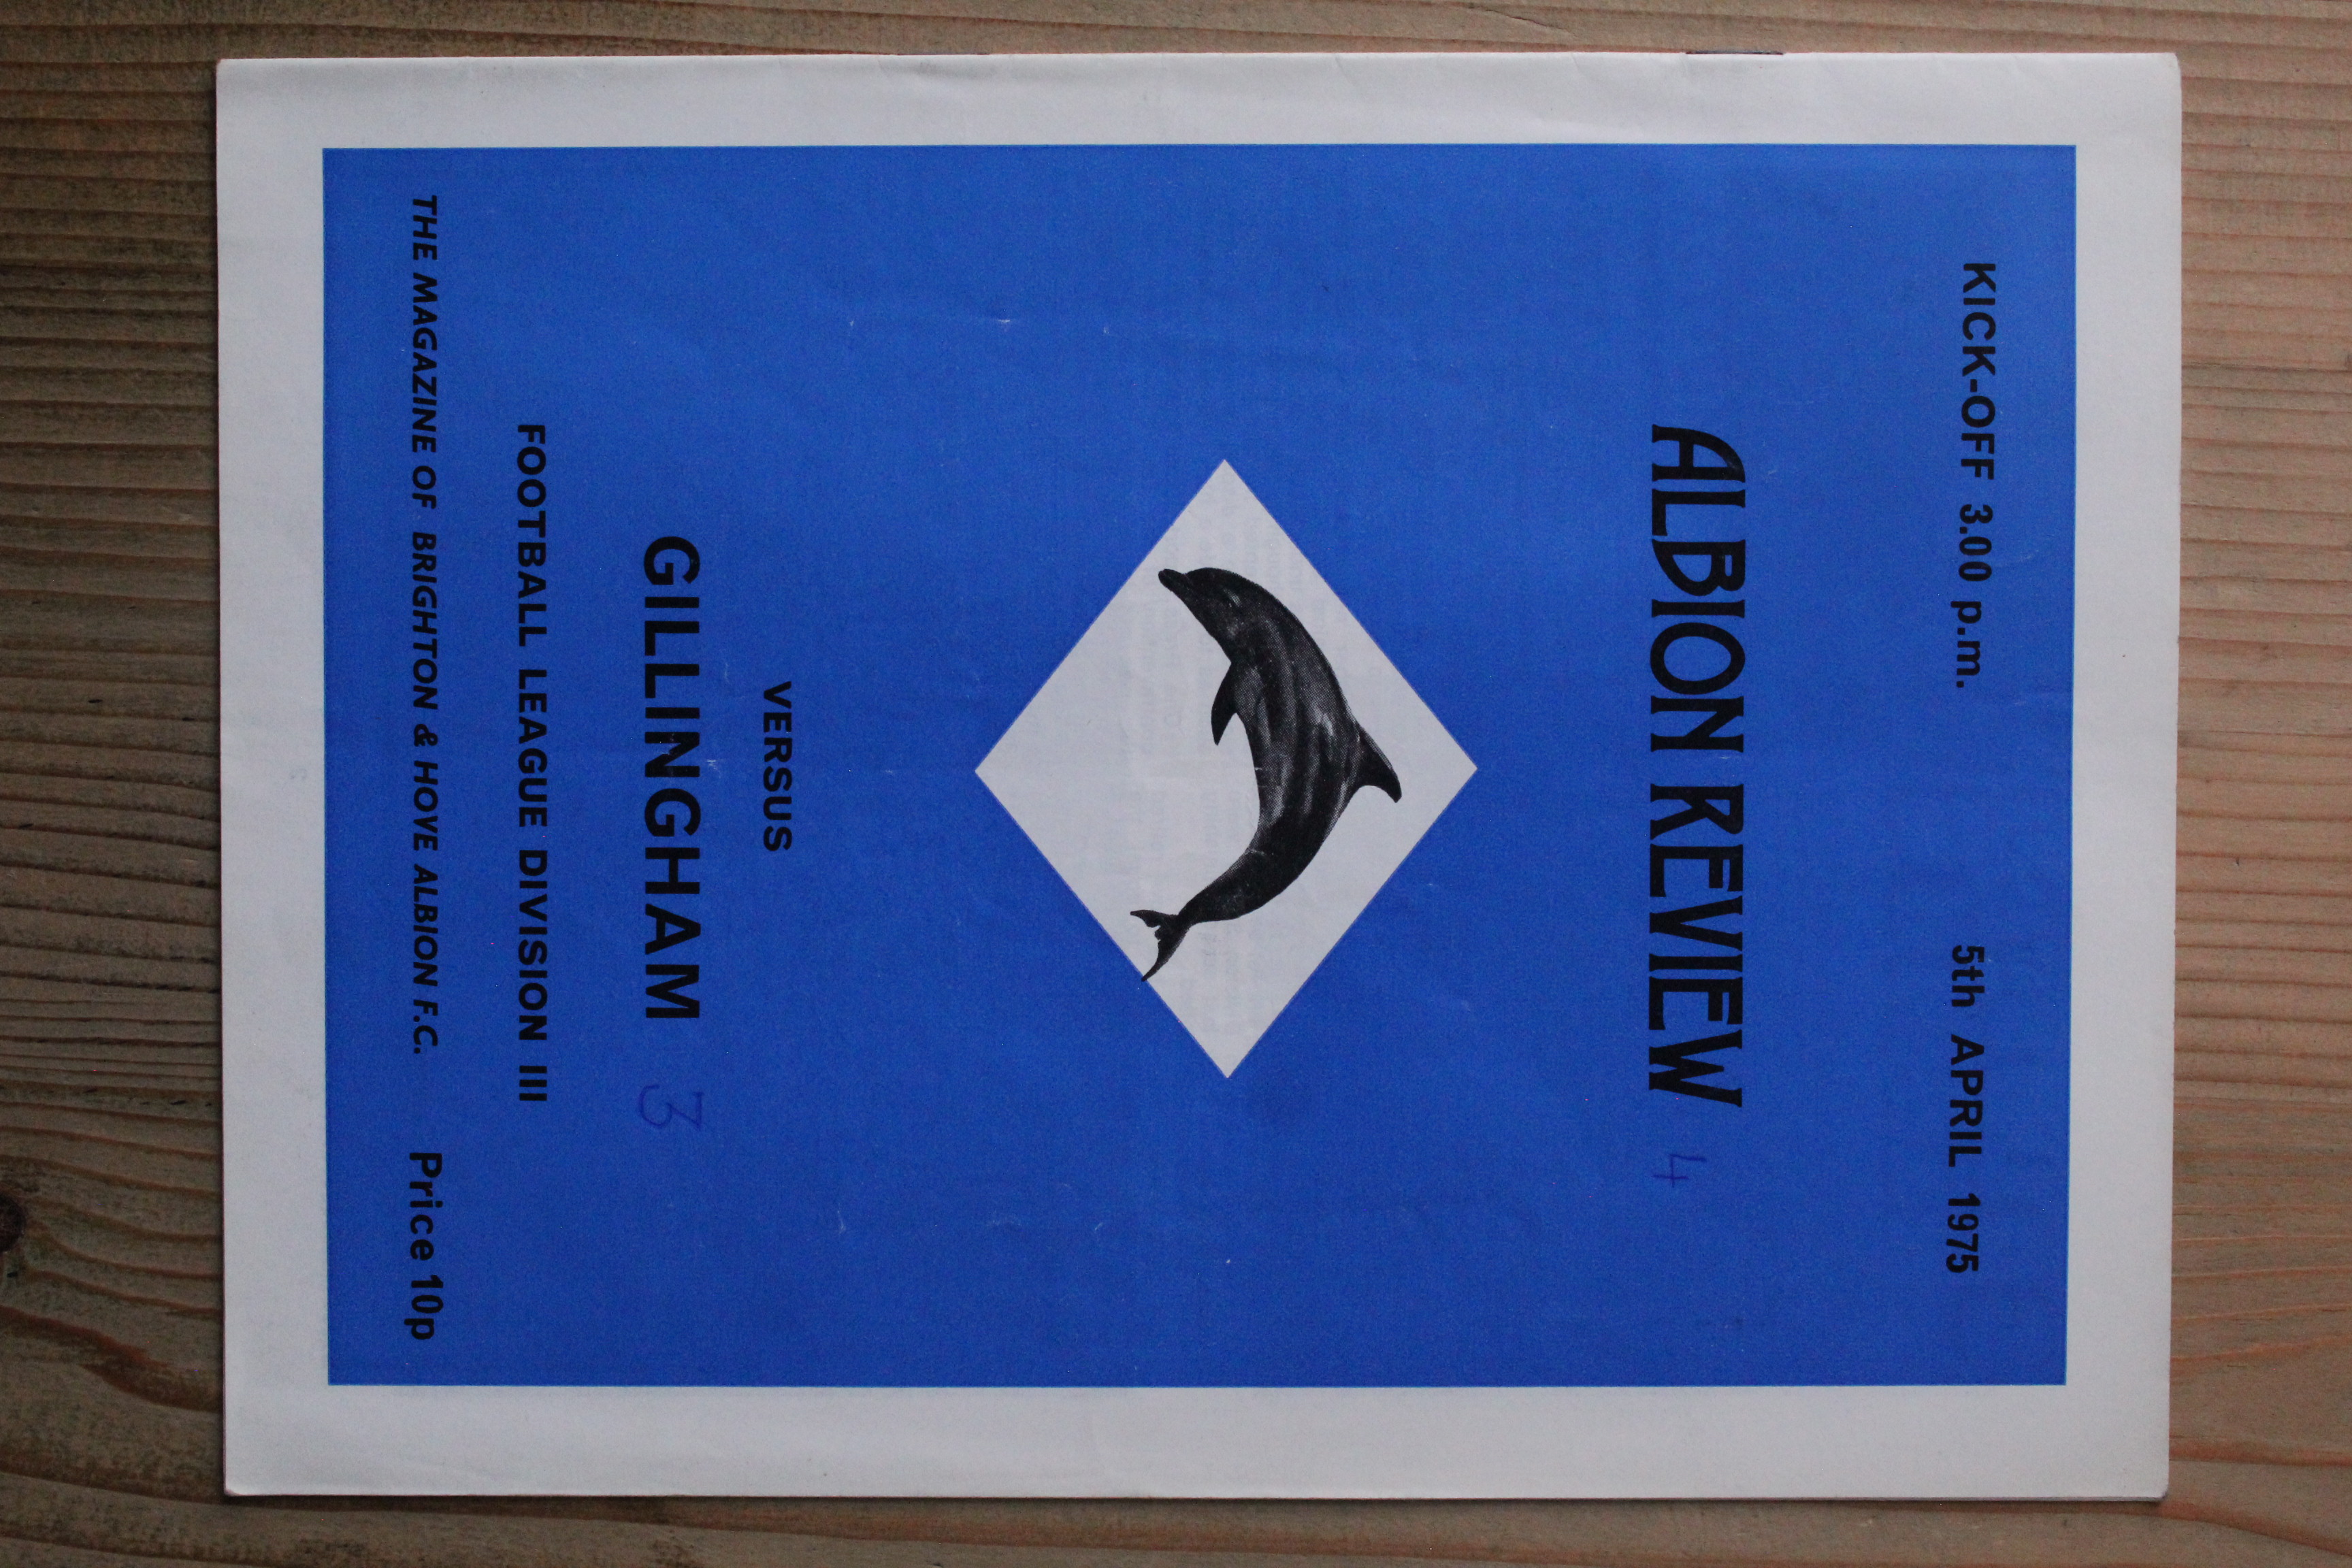 KICK-OFF 3.00 p.m. 5th APRIL 1975
ALBION REVIEW 4
VERSUS
GILLINGHAM 3
FOOTBALL LEAGUE DIVISION III
THE MAGAZINE OF BRIGHTON & HOVE ALBION F.C. Price 10p